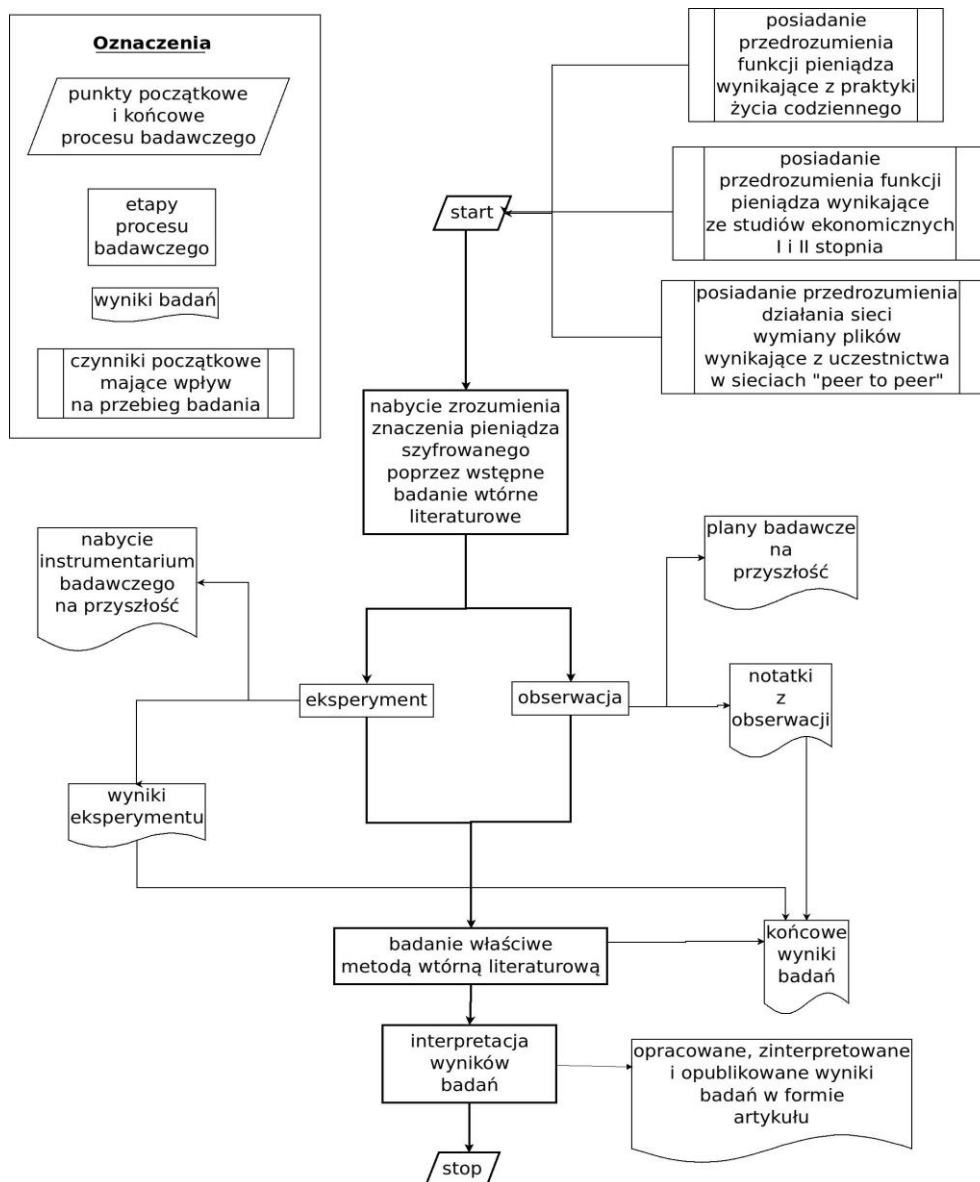 Oznaczenia
punkty początkowe
i końcowe
procesu badawczego
etapy
procesu
badawczego
wyniki badań
czynniki początkowe
mające wpływ
na przebieg badania
posiadanie
przedrozumienia
funkcji pieniądza
wynikające z praktyki
życia codziennego
posiadanie
przedrozumienia funkcji
pieniądza wynikające
ze studiów ekonomicznych
I i II stopnia
posiadanie przedrozumienia
działania sieci
wymiany plików
wynikające z uczestnictwa
w sieciach "peer to peer"
start
nabycie zrozumienia
znaczenia pieniądza
szyfrowanego
poprzez wstępne
badanie wtórne
literaturowe
nabycie
instrumentarium
badawczego
na przyszłość
plany badawcze
na
przyszłość
eksperyment
obserwacja
notatki
z
obserwacji
wyniki
eksperymentu
badanie właściwe
metodą wtórną literaturową
końcowe
wyniki
badań
interpretacja
wyników
badań
opracowane, zinterpretowane
i opublikowane wyniki
badań w formie
artykułu
stop